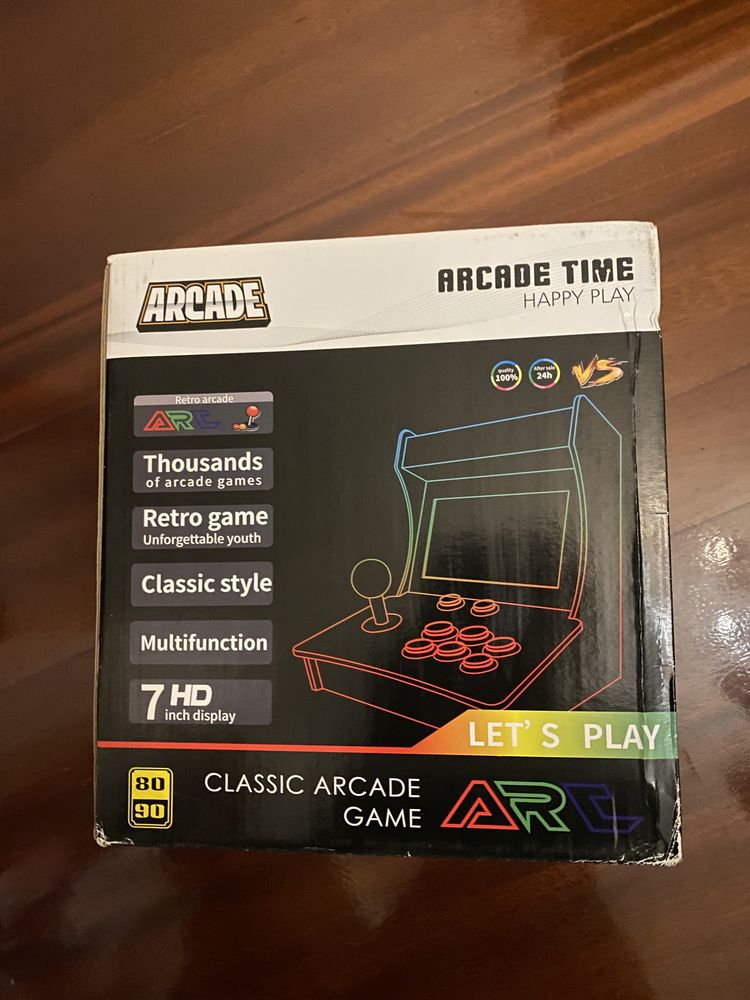 ARCADE
ARCADE TIME
HAPPY PLAY
quality
100%
After sale
24h
VS
Retro arcade
ARC
Thousands
of arcade games
Retro game
Unforgettable youth
Classic style
Multifunction
7 HD
inch display
LET'S PLAY
80
90
CLASSIC ARCADE
GAME
ARC